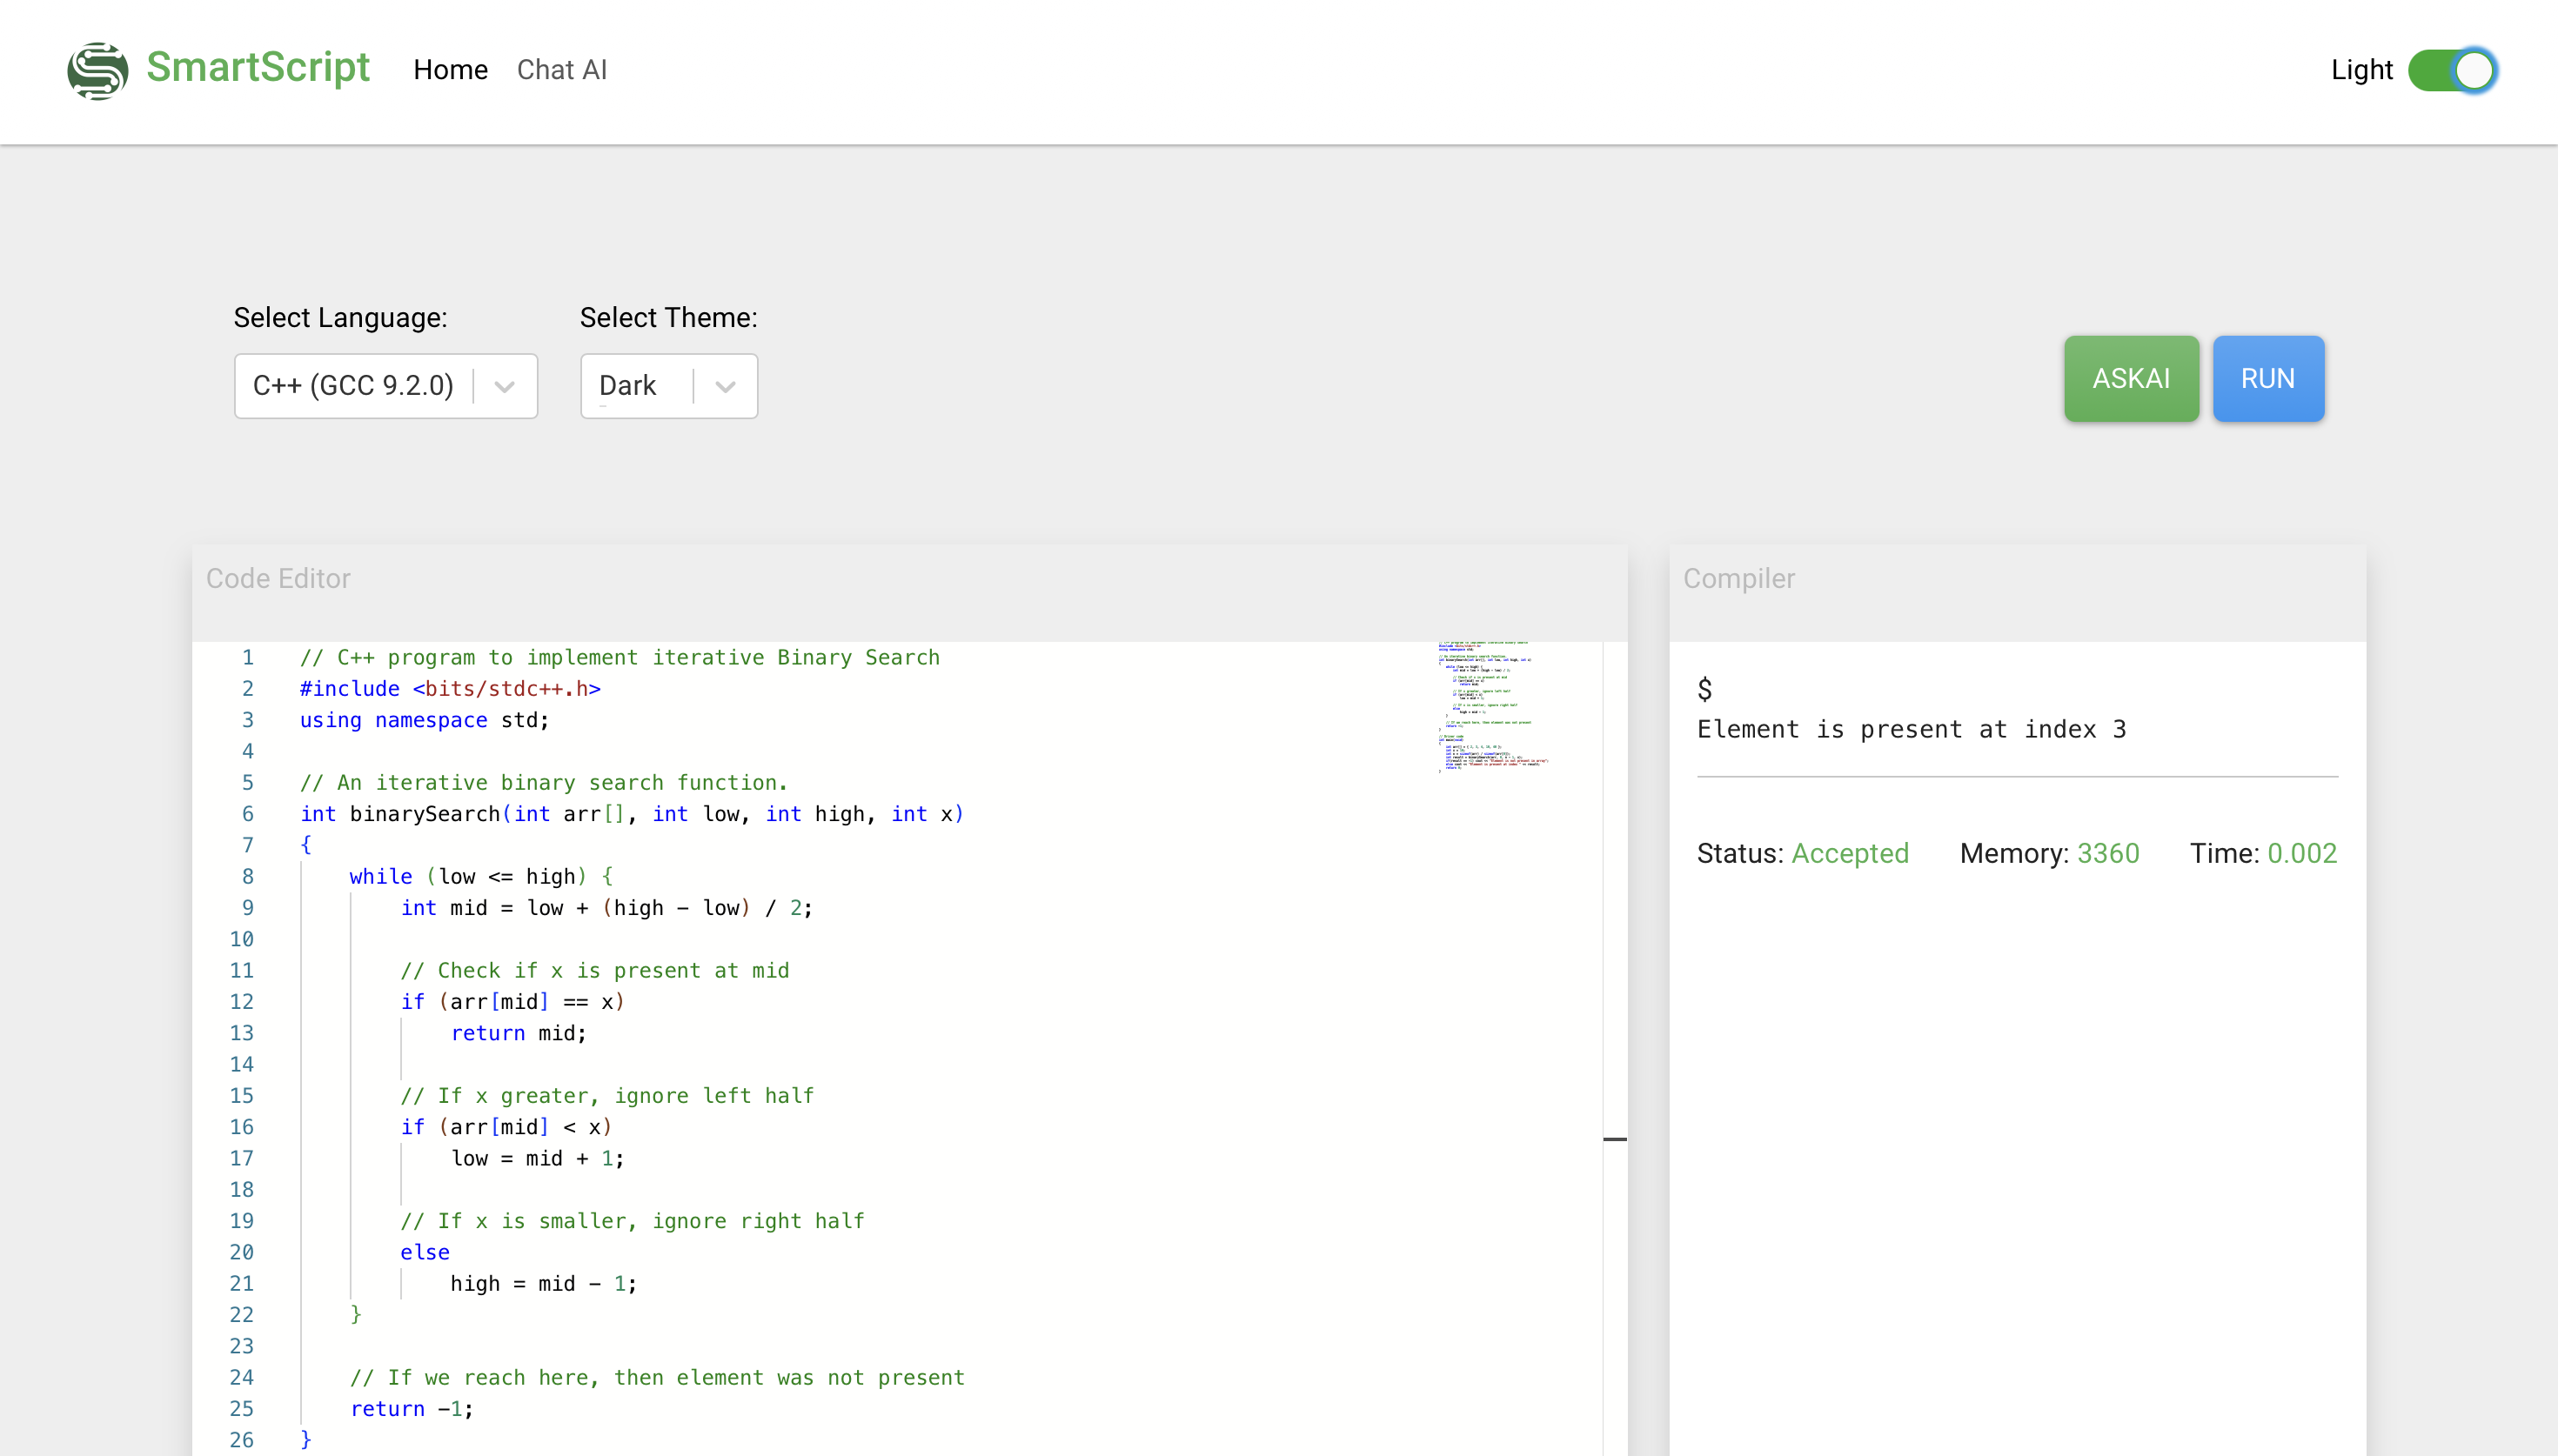 SmartScript Home Chat AI Light
Select Language: Select Theme:
C++ (GCC 9.2.0) Dark ASKAI RUN
Code Editor
1 // C++ program to implement iterative Binary Search
2 #include <bits/stdc++.h>
3 using namespace std;
4
5 // An iterative binary search function.
6 int binarySearch(int arr[], int low, int high, int x)
7 {
8 while (low <= high) {
9 int mid = low + (high - low) / 2;
10
11 // Check if x is present at mid
12 if (arr[mid] == x)
13 return mid;
14
15 // If x greater, ignore left half
16 if (arr[mid] < x)
17 low = mid + 1;
18
19 // If x is smaller, ignore right half
20 else
21 high = mid - 1;
22 }
23
24 // If we reach here, then element was not present
25 return -1;
26 }
Compiler
$
Element is present at index 3
Status: Accepted Memory: 3360 Time: 0.002